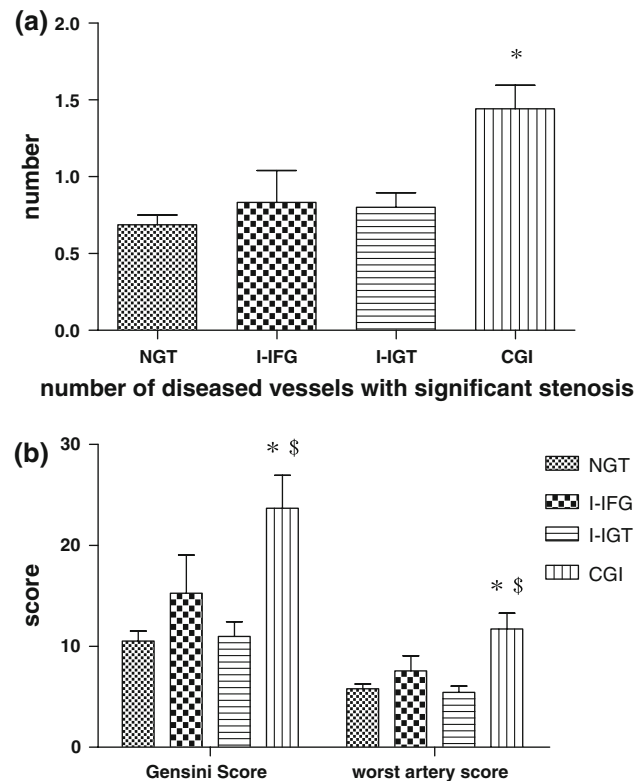 (a)
2.0
1.5
1.0
0.5
0.0
number
*
NGT I-IFG I-IGT CGI
number of diseased vessels with significant stenosis
(b)
30
20
10
0
score
* $
* $
NGT
I-IFG
I-IGT
CGI
Gensini Score worst artery score